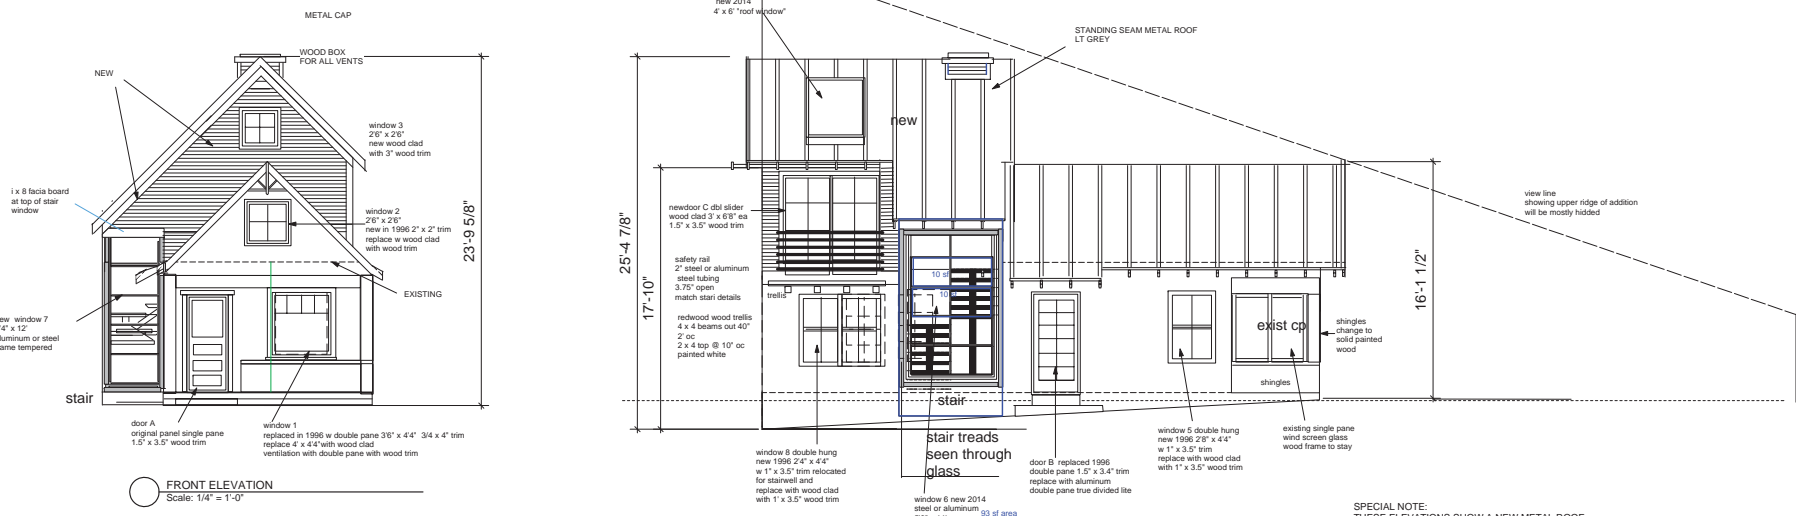 METAL CAP
WOOD BOX
FOR ALL VENTS
NEW
window 3
2'6" x 2'6"
new wood clad
with 3" wood trim
i x 8 facia board
at top of stair
window
window 2
2'6" x 2'6"
new in 1996 2" x 2" trim
replace w wood clad
with wood trim
23'-9 5/8"
EXISTING
ew window 7
'4" x 12'
luminum or steel
ame tempered
stair
door A
original panel single pane
1.5" x 3.5" wood trim
window 1
replaced in 1996 w double pane 3'6" x 4'4" 3/4 x 4" trim
replace 4' x 4'4"with wood clad
ventilation with double pane with wood trim
FRONT ELEVATION
Scale: 1/4" = 1'-0"
new 2014
4' x 6' "roof window"
STANDING SEAM METAL ROOF
LT GREY
new
25'-4 7/8"
17'-10"
newdoor C dbl slider
wood clad 3' x 6'8" ea
1.5" x 3.5" wood trim
safety rail
2" steel or aluminum
steel tubing
3.75" open
match stari details
trellis
redwood wood trellis
4 x 4 beams out 40"
2' oc
2 x 4 top @ 10" oc
painted white
10 sf
10 sf
stair
stair treads
seen through
glass
exist cp
shingles
shingles
change to
solid painted
wood
16'-1 1/2"
view line
showing upper ridge of addition
will be mostly hidded
window 8 double hung
new 1996 2'4" x 4'4"
w 1" x 3.5" trim relocated
for stairwell and
replace with wood clad
with 1' x 3.5" wood trim
window 6 new 2014
steel or aluminum
93 sf area
door B replaced 1996
double pane 1.5" x 3.4" trim
replace with aluminum
double pane true divided lite
window 5 double hung
new 1996 2'8" x 4'4"
w 1" x 3.5" trim
replace with wood clad
with 1" x 3.5" wood trim
existing single pane
wind screen glass
wood frame to stay
SPECIAL NOTE:
THESE ELEVATIONS SHOW A NEW METAL ROOF